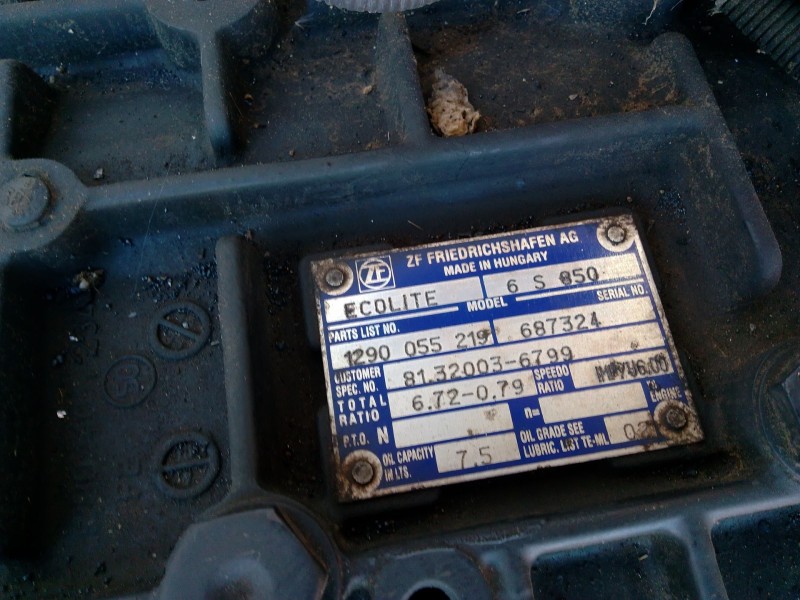 ZF FRIEDRICHSHAFEN AG
ZF MADE IN HUNGARY
ECOLITE MODEL 6 S 850
PARTS LIST NO. SERIAL NO
1290 055 219 687324
CUSTOMER SPEC. NO. 81.32003-6799
TOTAL RATIO 6.72-0.79 SPEEDO RATIO
P.T.O. N n= ENGINE
OIL CAPACITY IN LTS. 7.5 OIL GRADE SEE LUBRIC. LIST TE-ML